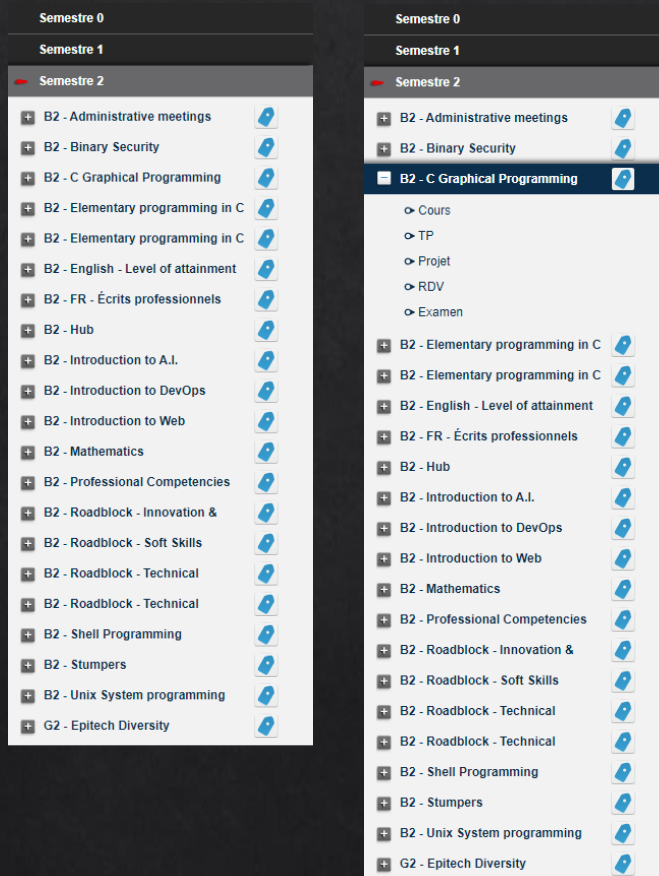 Semestre 0
Semestre 1
Semestre 2
B2 - Administrative meetings
B2 - Binary Security
B2 - C Graphical Programming
B2 - Elementary programming in C
B2 - Elementary programming in C
B2 - English - Level of attainment
B2 - FR - Écrits professionnels
B2 - Hub
B2 - Introduction to A.I.
B2 - Introduction to DevOps
B2 - Introduction to Web
B2 - Mathematics
B2 - Professional Competencies
B2 - Roadblock - Innovation &
B2 - Roadblock - Soft Skills
B2 - Roadblock - Technical
B2 - Roadblock - Technical
B2 - Shell Programming
B2 - Stumpers
B2 - Unix System programming
G2 - Epitech Diversity
Semestre 0
Semestre 1
Semestre 2
B2 - Administrative meetings
B2 - Binary Security
B2 - C Graphical Programming
Cours
TP
Projet
RDV
Examen
B2 - Elementary programming in C
B2 - Elementary programming in C
B2 - English - Level of attainment
B2 - FR - Écrits professionnels
B2 - Hub
B2 - Introduction to A.I.
B2 - Introduction to DevOps
B2 - Introduction to Web
B2 - Mathematics
B2 - Professional Competencies
B2 - Roadblock - Innovation &
B2 - Roadblock - Soft Skills
B2 - Roadblock - Technical
B2 - Roadblock - Technical
B2 - Shell Programming
B2 - Stumpers
B2 - Unix System programming
G2 - Epitech Diversity